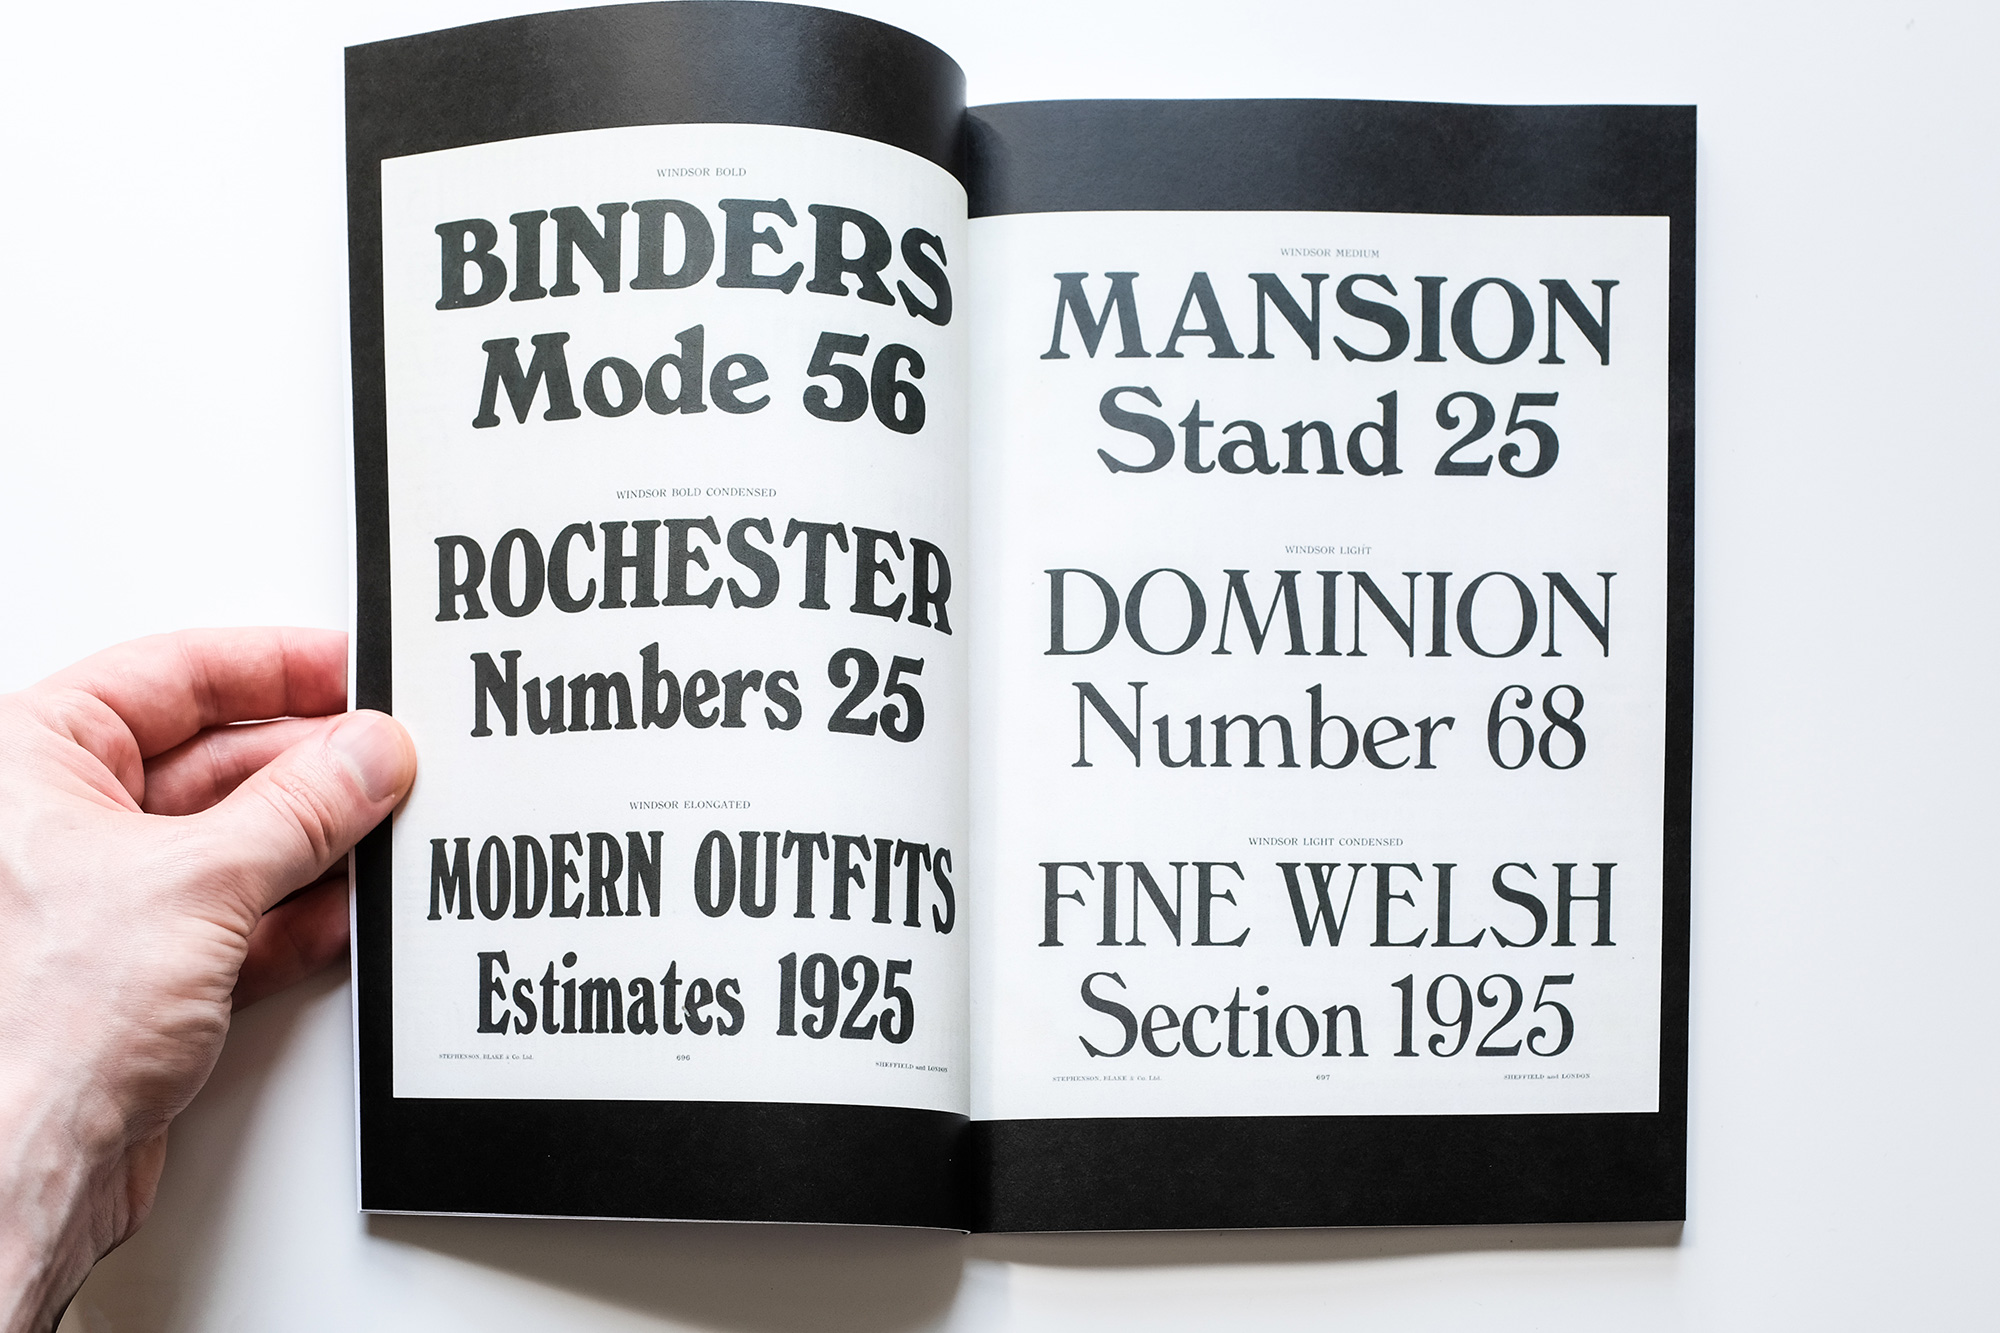 WINDSOR BOLD
BINDERS
Mode 56
WINDSOR BOLD CONDENSED
ROCHESTER
Numbers 25
WINDSOR ELONGATED
MODERN OUTFITS
Estimates 1925
STEPHENSON, BLAKE & Co. Ltd. 696 SHEFFIELD and LONDON
WINDSOR MEDIUM
MANSION
Stand 25
WINDSOR LIGHT
DOMINION
Number 68
WINDSOR LIGHT CONDENSED
FINE WELSH
Section 1925
STEPHENSON, BLAKE & Co. Ltd. 697 SHEFFIELD and LONDON